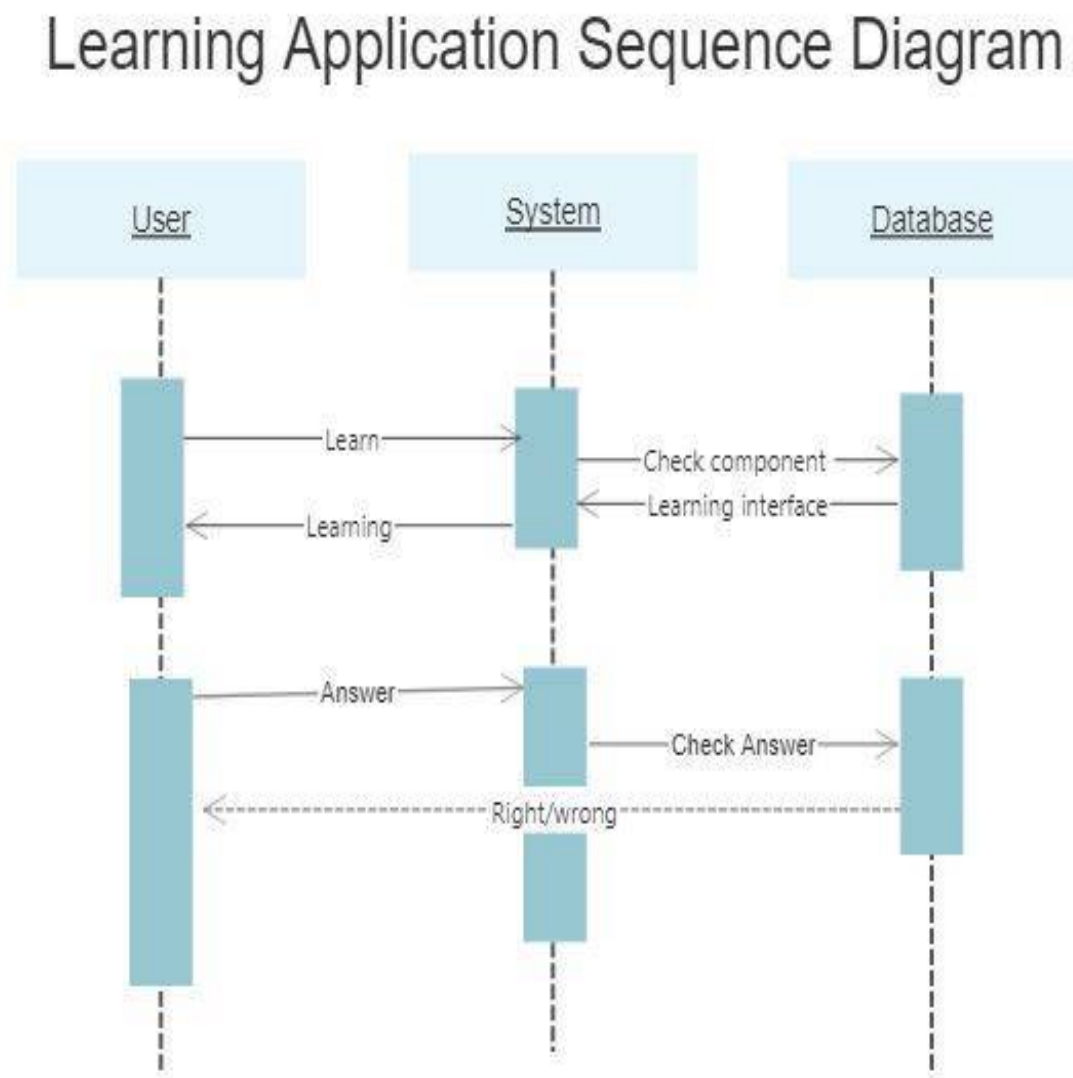 Learning Application Sequence Diagram
User
System
Database
Learn
Check component
Learning interface
Learning
Answer
Check Answer
Right/wrong